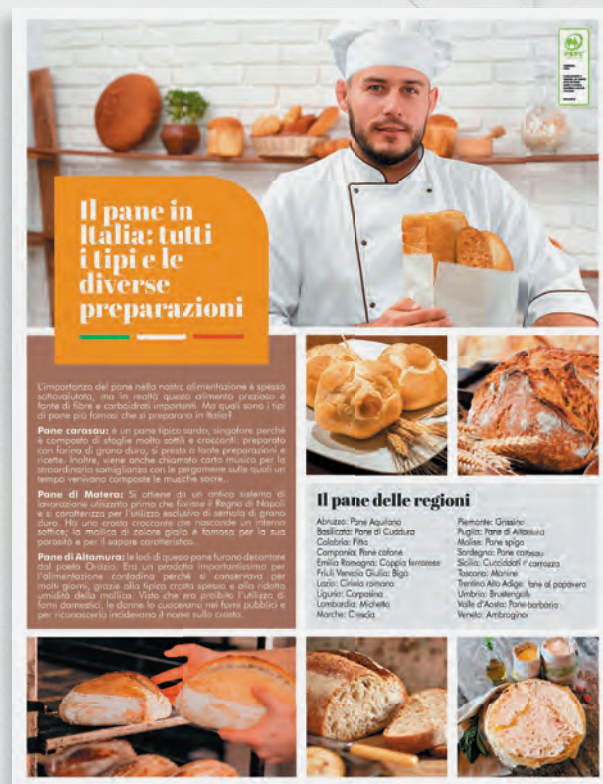 PEFC
Il pane in
Italia: tutti
i tipi e le
diverse
preparazioni
L'importanza del pane nella nostra alimentazione è spesso
sottovalutata, ma in realtà questo alimento prezioso è
fonte di fibre e carboidrati importanti. Ma quali sono i tipi
di pane più famosi che si preparano in Italia?
Pane carasau: è un pane tipico sardo, singolare perché
è composto di sfoglie molto sottili e croccanti: preparato
con farina di grano duro, si presta a tante preparazioni e
ricette. Inoltre, viene anche chiamato carta musica per la
straordinaria somiglianza con le pergamene sulle quali un
tempo venivano composte le musiche sacre..
Pane di Matera: Si ottiene di un antico sistema di
lavorazione utilizzato prima che fiorisse il Regno di Napoli
e si caratterizza per l'utilizzo esclusivo di semola di grano
duro. Ha una crosta croccante che nasconde un interno
soffice; la mollica di colore giallo è famosa per la sua
porosità e per il sapore caratteristico.
Pane di Altamura: le lodi di questo pane furono decantate
dal poeta Orazio. Era un prodotto importantissimo per
l'alimentazione contadina perché si conservava per
molti giorni, grazie alla tipica crosta spessa e alla ridotta
umidità della mollica. Visto che era proibito l'utilizzo di
forni domestici, le donne lo cuocevano nei forni pubblici e
per riconoscerlo incidevano il nome sulla crosta.
Il pane delle regioni
Abruzzo: Pane Aquilano
Basilicata: Pane di Cuddura
Calabria: Pitta
Campania: Pane cafone
Emilia Romagna: Coppia ferrarese
Friuli Venezia Giulia: Biga
Lazio: Ciriola romana
Liguria: Carpasina
Lombardia: Michetta
Marche: Crescia
Piemonte: Grissino
Puglia: Pane di Altamura
Molise: Pane spiga
Sardegna: Pane carasau
Sicilia: Cucciddati r' carrozza
Toscana: Manine
Trentino Alto Adige: Pane al papavero
Umbria: Brustengolo
Valle d'Aosta: Pane barbaria
Veneto: Ambrogino